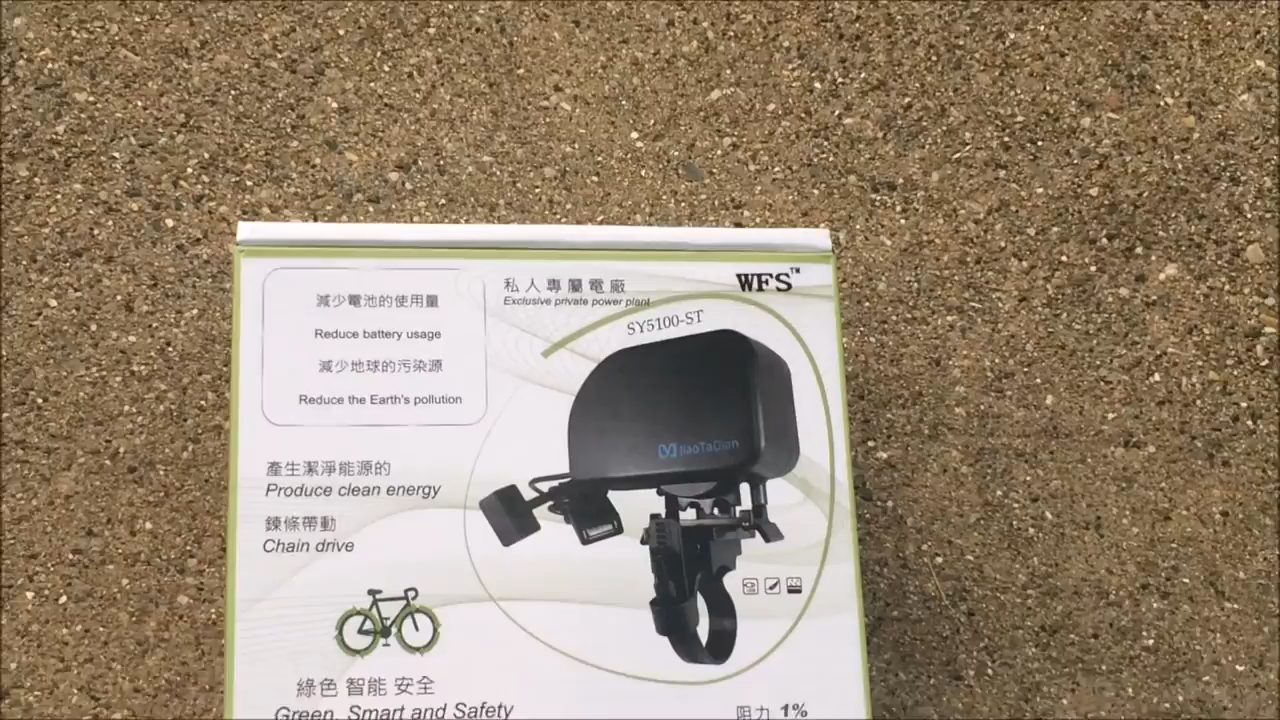 減少電池的使用量
Reduce battery usage
減少地球的污染源
Reduce the Earth's pollution
私人專屬電廠
Exclusive private power plant
WFS™
SY5100-ST
JiaoTaDian
產生潔淨能源的
Produce clean energy
鍊條帶動
Chain drive
綠色 智能 安全
Green, Smart and Safety
阻力 1%